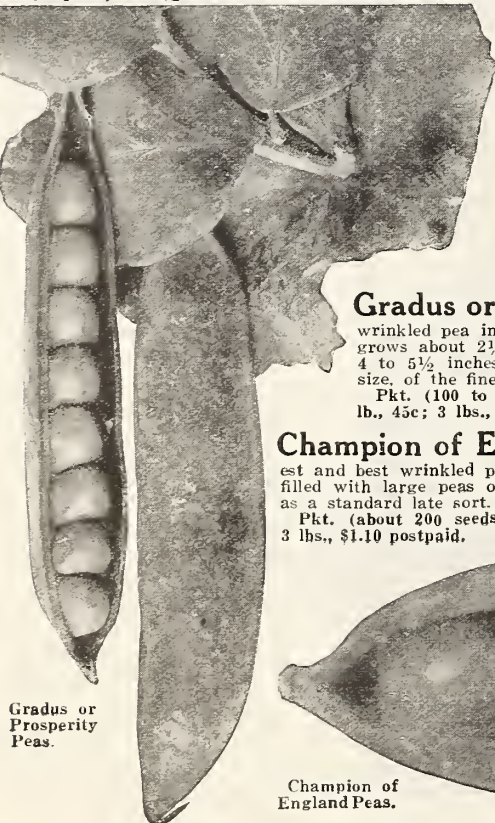 Gradus or
wrinkled pea in
grows about 2½
4 to 5½ inches
size, of the fine
Pkt. (100 to
lb., 45c; 3 lbs.,
Champion of E
est and best wrinkled p
filled with large peas o
as a standard late sort.
Pkt. (about 200 seeds
3 lbs., $1.10 postpaid.
Gradus or
Prosperity
Peas.
Champion of
England Peas.